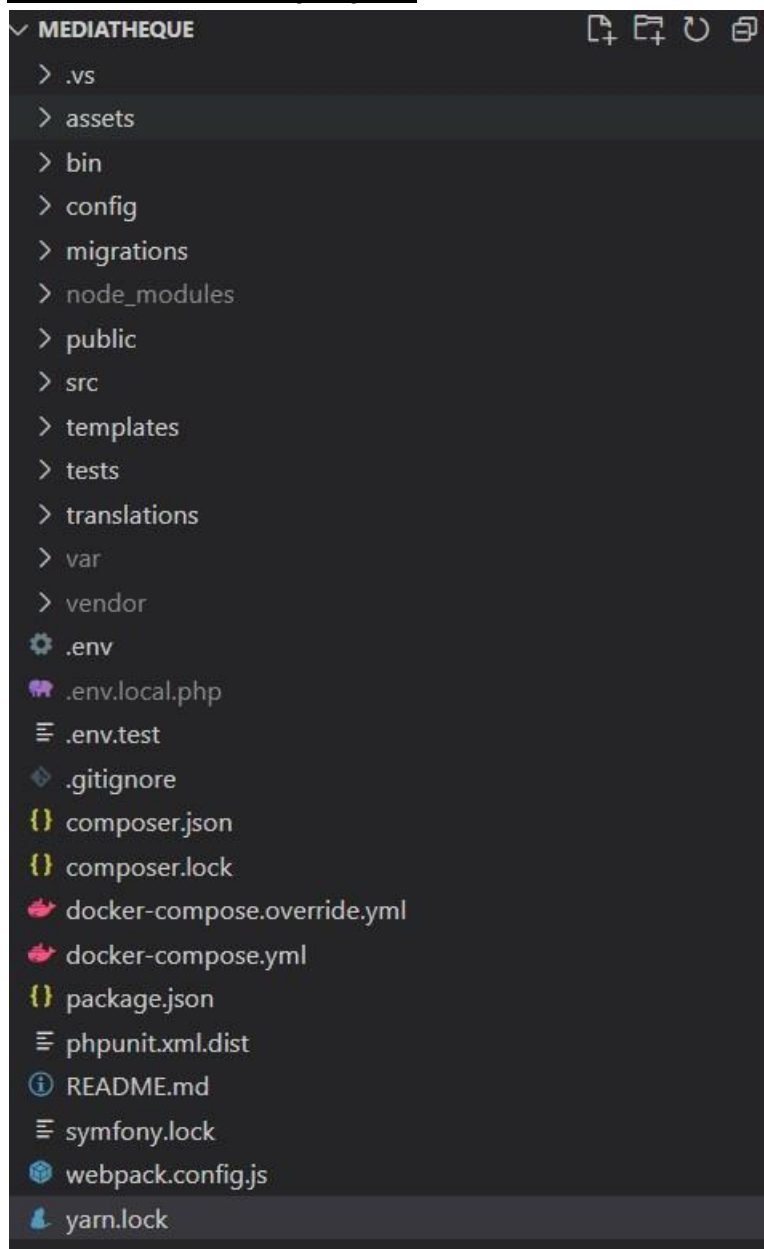 MEDIATHEQUE
.vs
assets
bin
config
migrations
node_modules
public
src
templates
tests
translations
var
vendor
.env
.env.local.php
.env.test
.gitignore
composer.json
composer.lock
docker-compose.override.yml
docker-compose.yml
package.json
phpunit.xml.dist
README.md
symfony.lock
webpack.config.js
yarn.lock